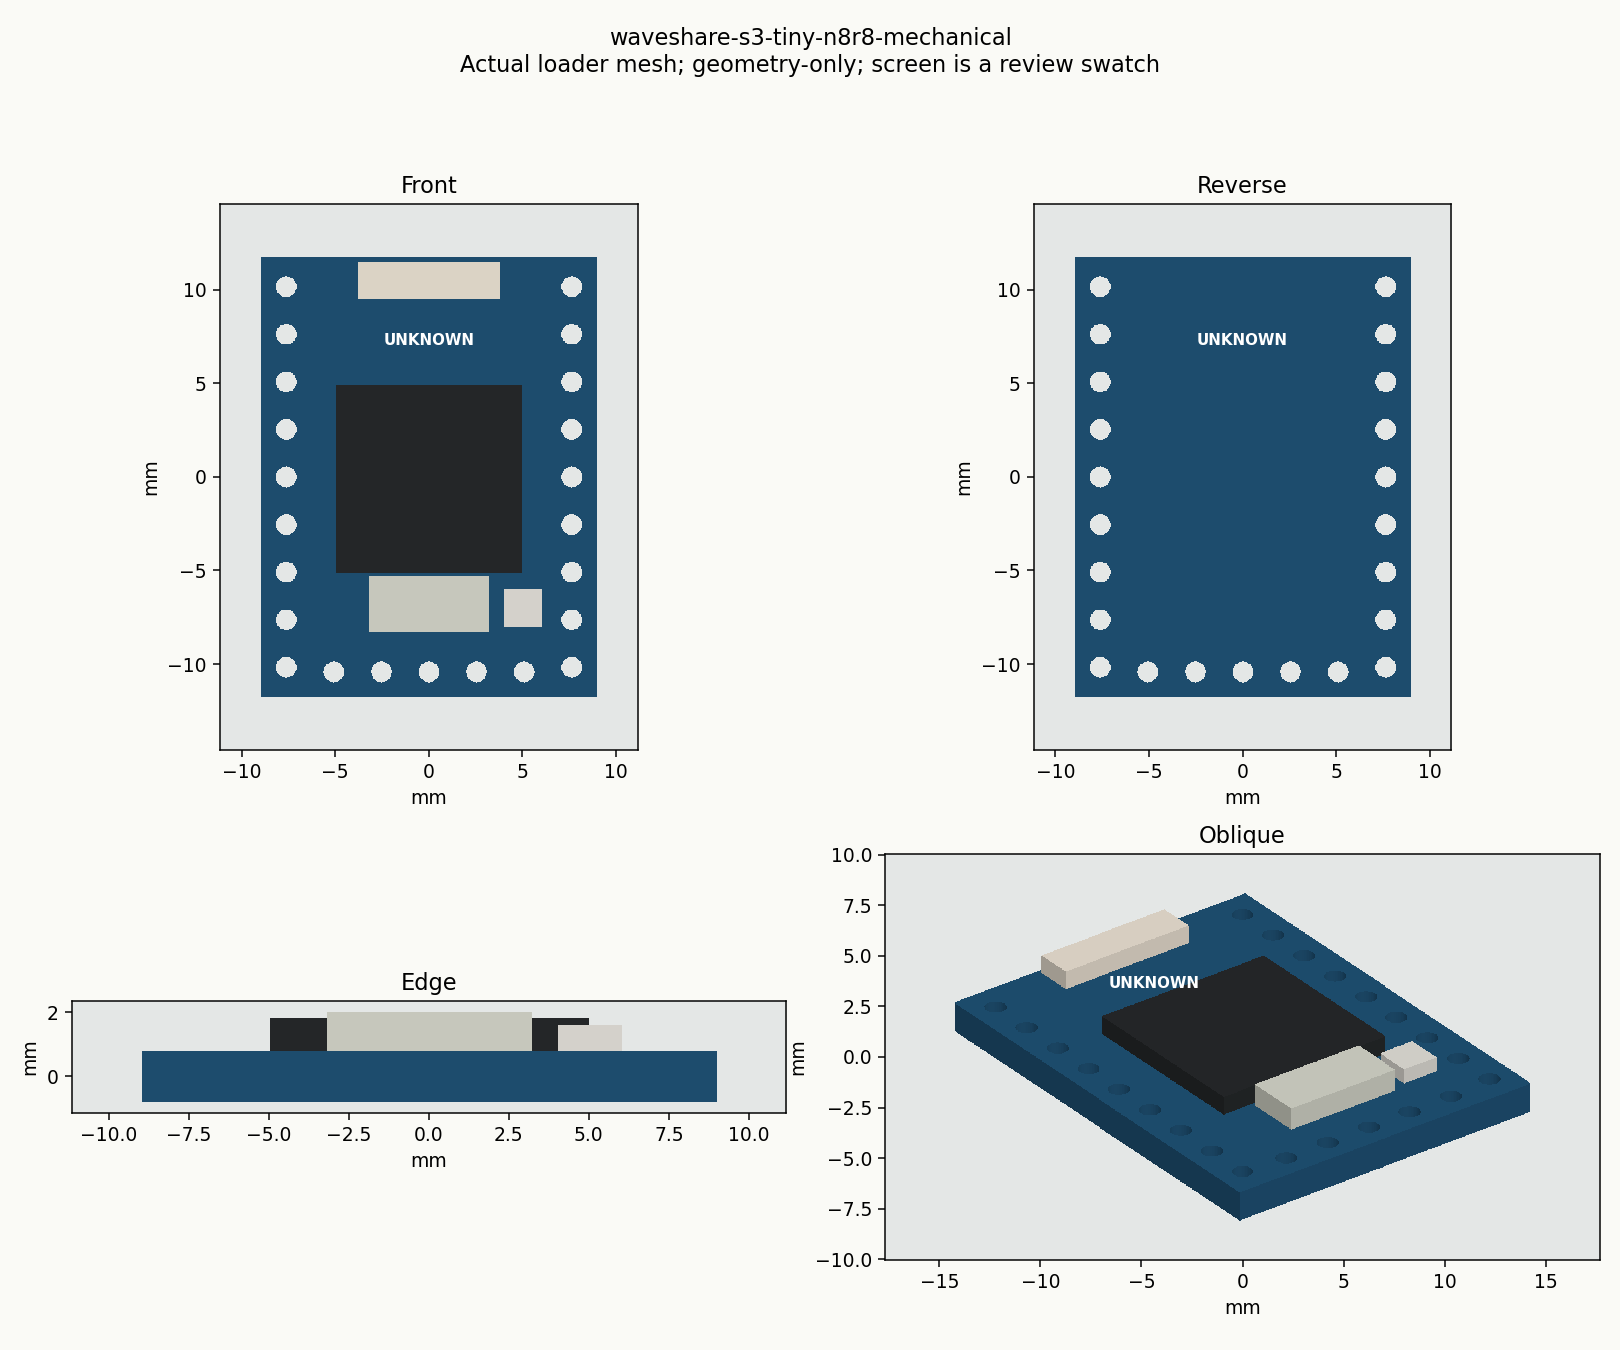 waveshare-s3-tiny-n8r8-mechanical
Actual loader mesh; geometry-only; screen is a review swatch
Front
10
5
0
−5
−10
mm
UNKNOWN
−10
−5
0
5
10
mm
Reverse
10
5
0
−5
−10
mm
UNKNOWN
−10
−5
0
5
10
mm
Edge
2
0
mm
−10.0
−7.5
−5.0
−2.5
0.0
2.5
5.0
7.5
10.0
mm
Oblique
10.0
7.5
5.0
2.5
0.0
−2.5
−5.0
−7.5
−10.0
mm
UNKNOWN
−15
−10
−5
0
5
10
15
mm